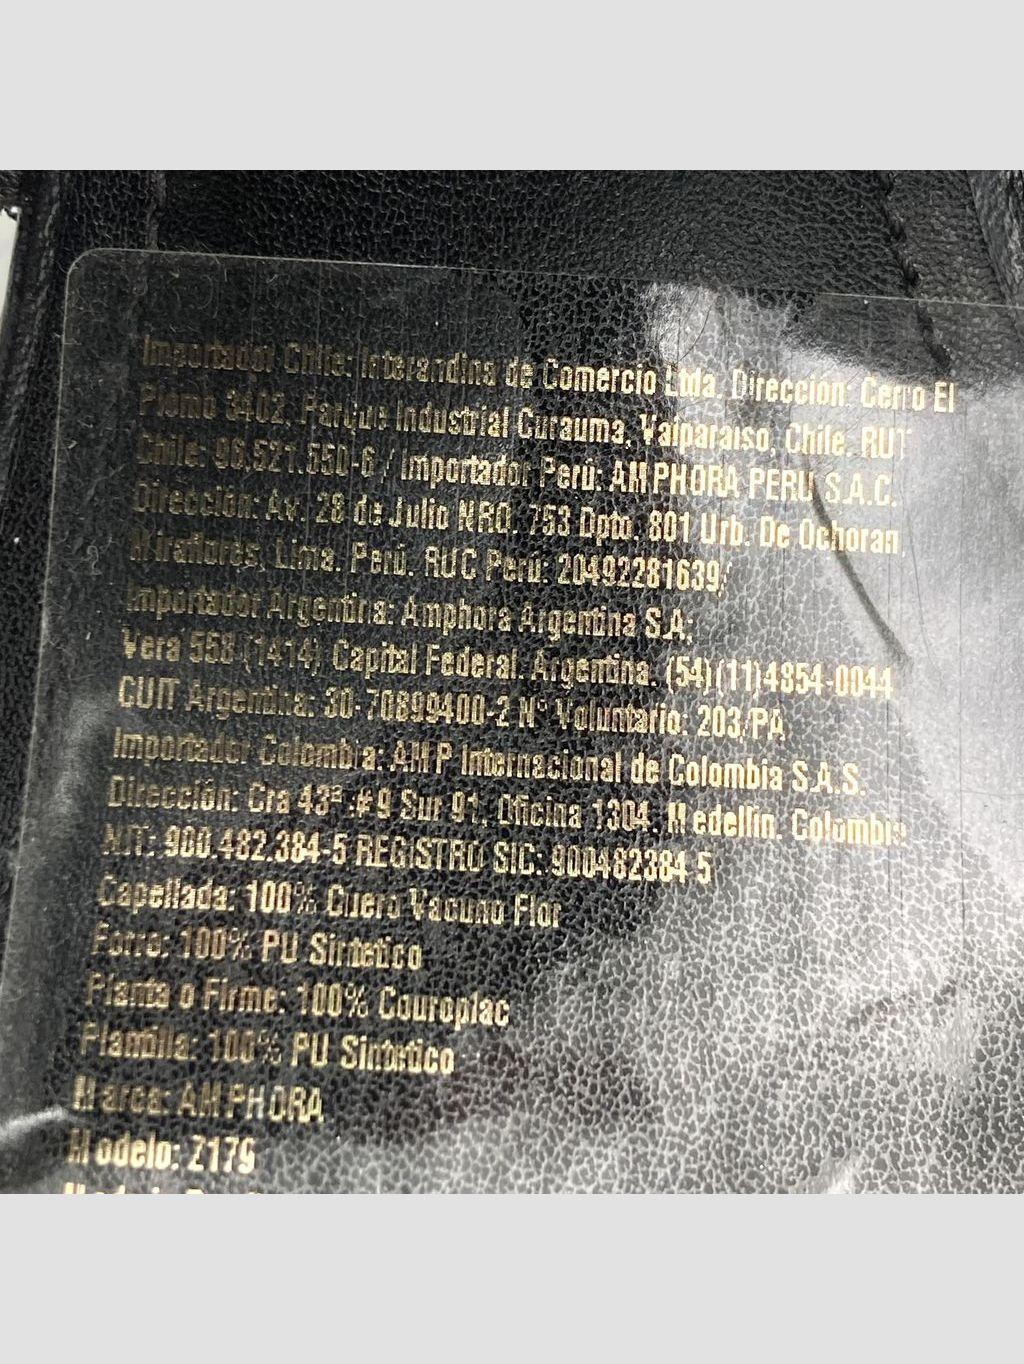 Importador Chile: Interandina de Comercio Ltda. Dirección: Cerro El
Plomo 3402, Parque Industrial Curauma, Valparaiso, Chile. RUT
Chile: 96.521.550-6 / Importador Perú: AMPHORA PERU S.A.C.
Dirección: Av. 28 de Julio NRO. 753 Dpto. 801 Urb. De Ochoran,
Miraflores, Lima. Perú. RUC Perú: 20492281639/
Importador Argentina: Amphora Argentina S.A:
Vera 558 (1414) Capital Federal. Argentina. (54)(11)4854-0044
CUIT Argentina: 30-70899400-2 N° Voluntario: 203/PA
Importador Colombia: AMP Internacional de Colombia S.A.S.
Dirección: Cra 43ª #9 Sur 91, Oficina 1304. Medellín. Colombia
NIT: 900.482.384-5 REGISTRO SIC: 900482384 5
Capellada: 100% Cuero Vacuno Flor
Forro: 100% PU Sintetico
Planta o Firme: 100% Couroplac
Plantilla: 100% PU Sintetico
Marca: AMPHORA
Modelo: Z179